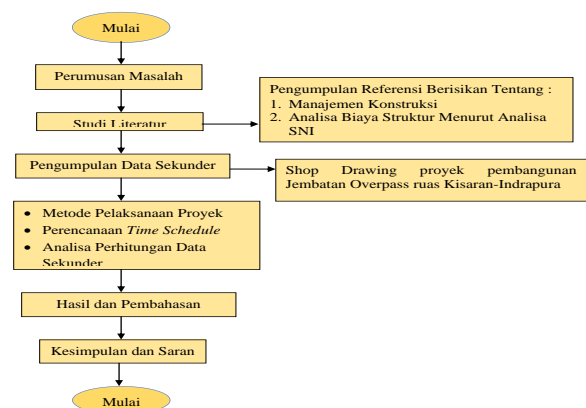 Mulai
Perumusan Masalah
Pengumpulan Referensi Berisikan Tentang :
1. Manajemen Konstruksi
2. Analisa Biaya Struktur Menurut Analisa
SNI
Studi Literatur
Pengumpulan Data Sekunder
Shop Drawing proyek pembangunan
Jembatan Overpass ruas Kisaran-Indrapura
• Metode Pelaksanaan Proyek
• Perencanaan Time Schedule
• Analisa Perhitungan Data
Sekunder
Hasil dan Pembahasan
Kesimpulan dan Saran
Mulai